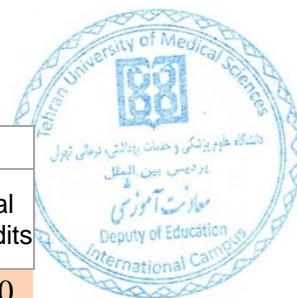 Tehran University of Medical Sciences
دانشگاه علوم پزشکی و خدمات بهداشتی، درمانی تهران
پردیس بین الملل
معاونت آموزشی
Deputy of Education
International Campus
al
dits
0